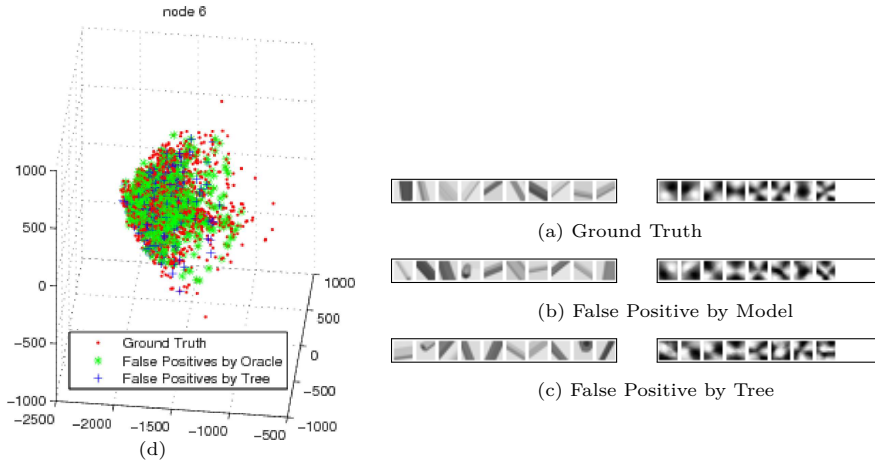 node 6
1000
500
0
−500
−1000
−2500
−2000
−1500
−1000
−500
−1000
−500
0
500
1000
Ground Truth
False Positives by Oracle
False Positives by Tree
(d)
(a) Ground Truth
(b) False Positive by Model
(c) False Positive by Tree